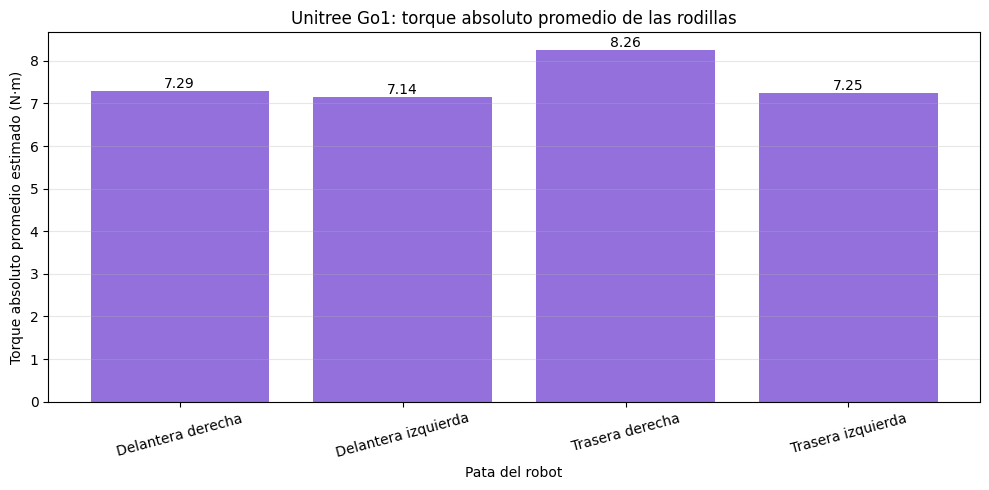 Unitree Go1: torque absoluto promedio de las rodillas
Torque absoluto promedio estimado (N·m)
8
7
6
5
4
3
2
1
0
7.29
7.14
8.26
7.25
Delantera derecha
Delantera izquierda
Trasera derecha
Trasera izquierda
Pata del robot